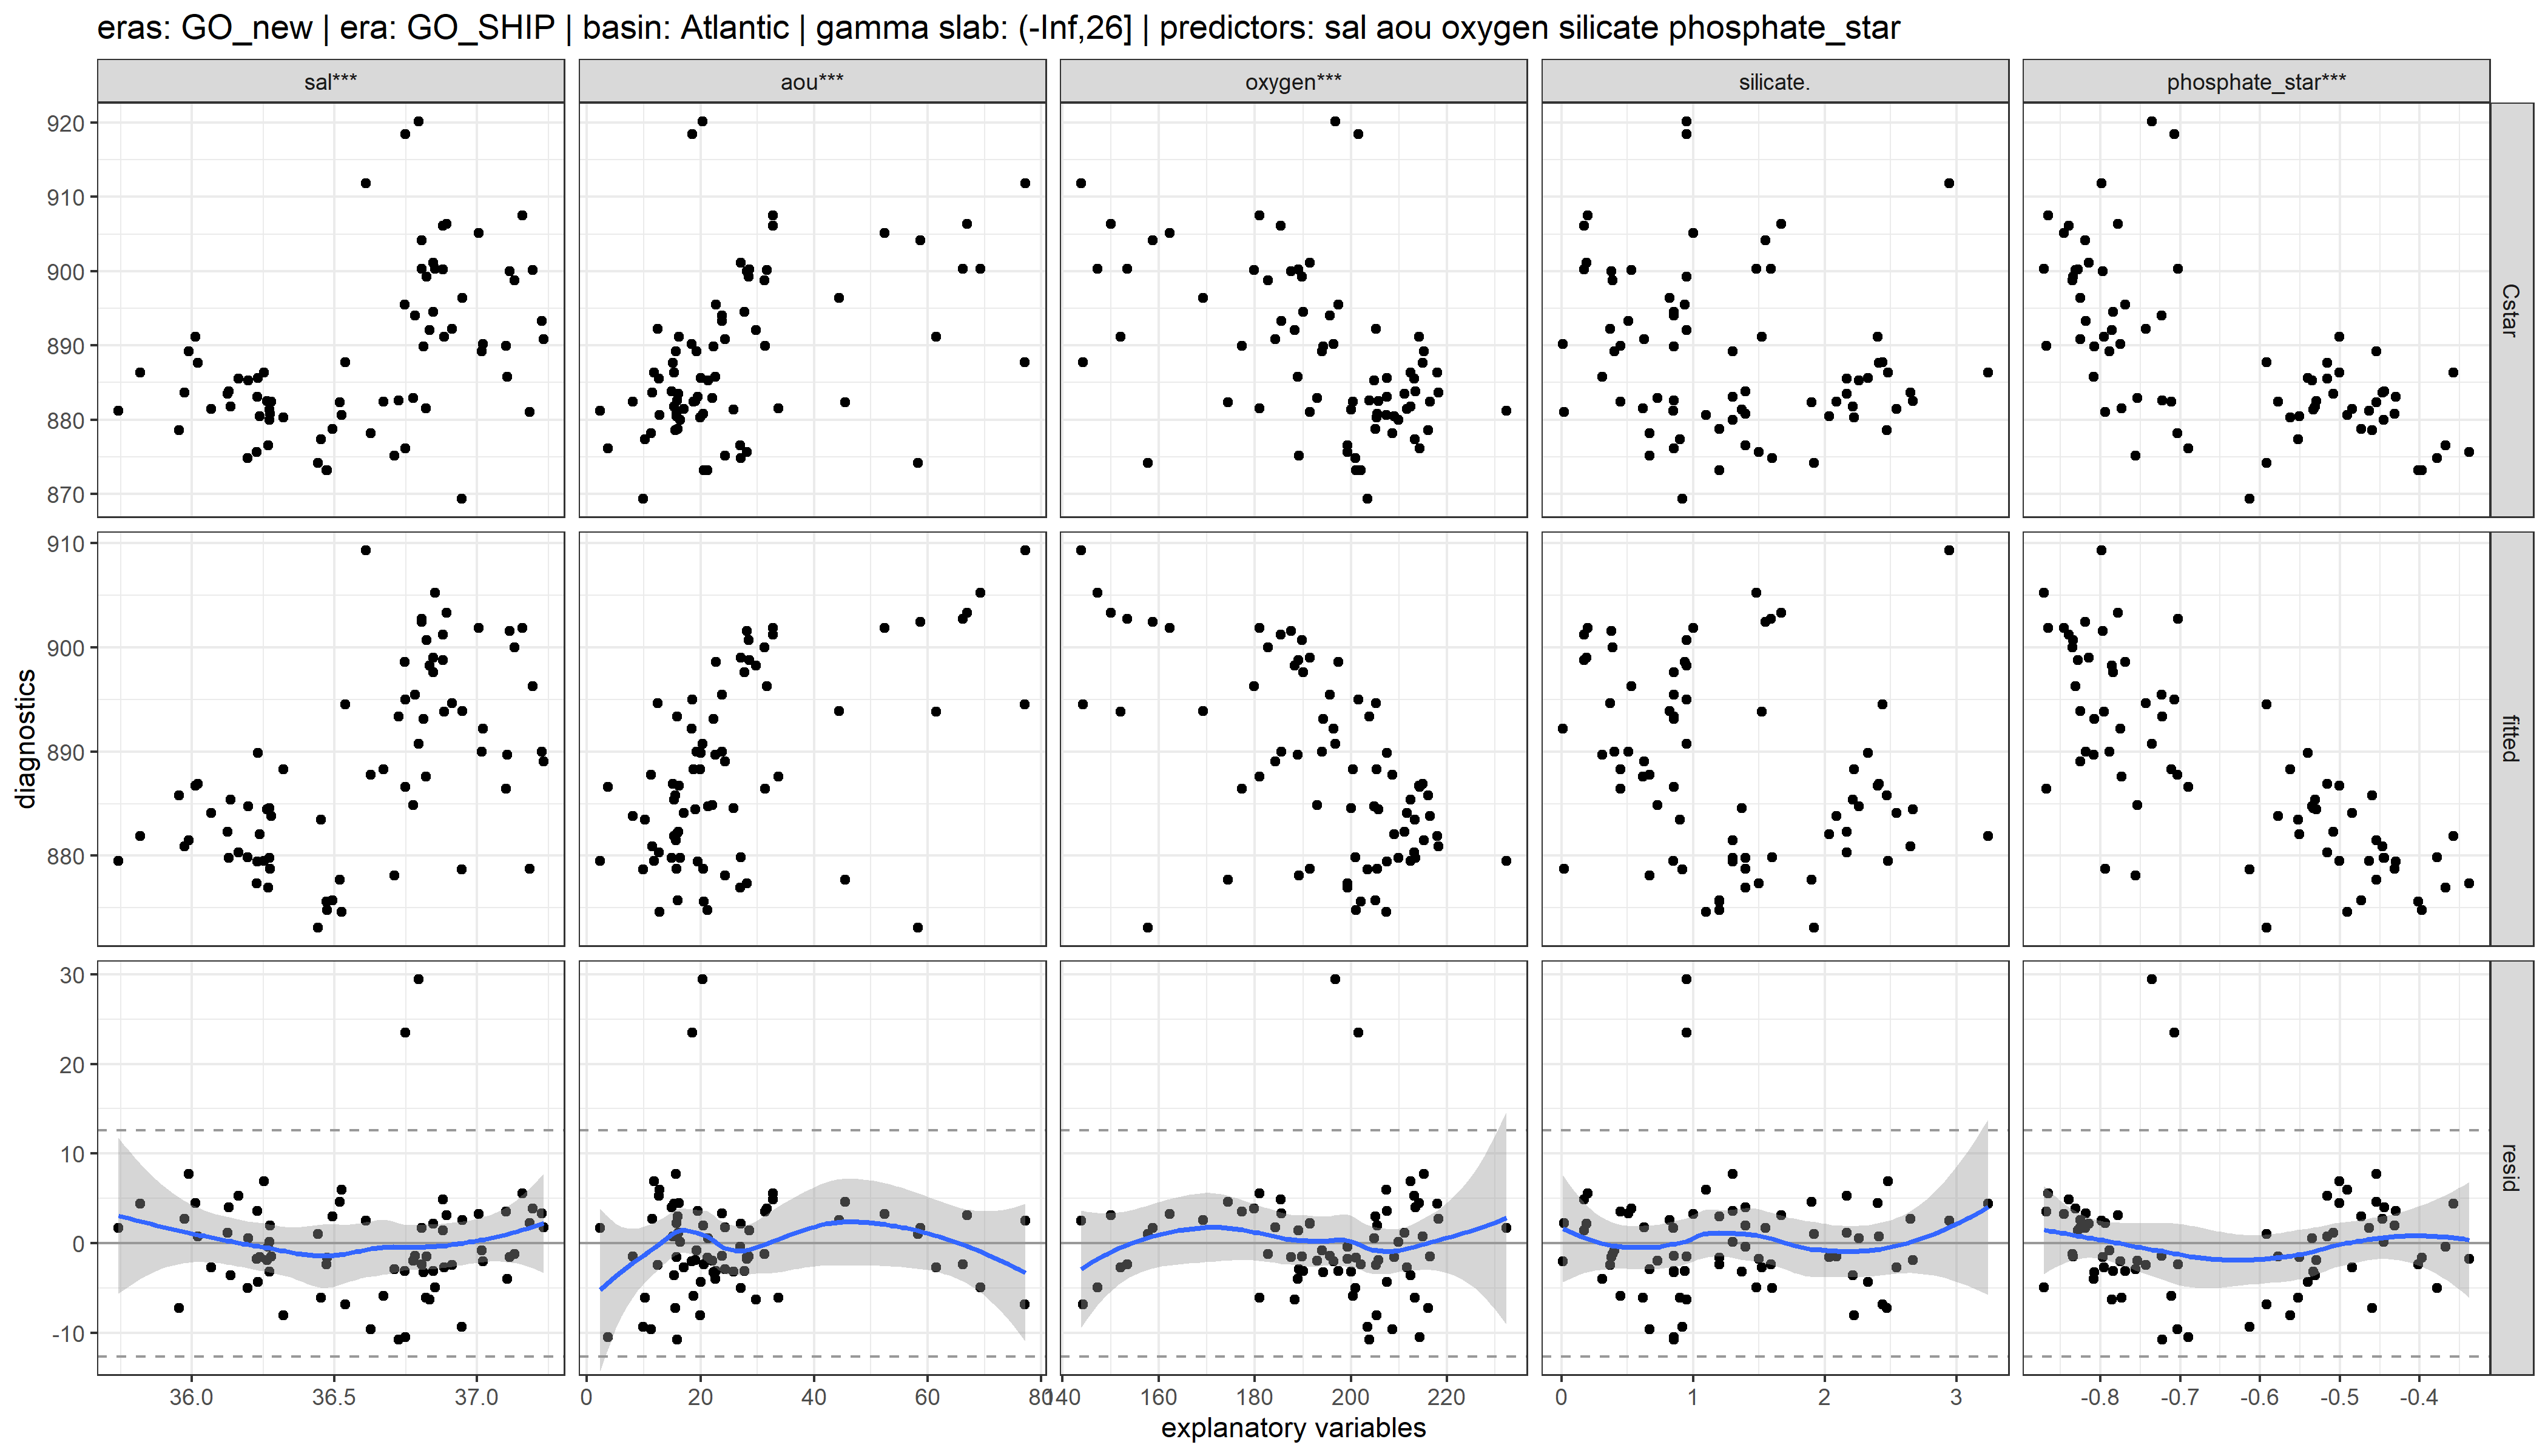 eras: GO_new | era: GO_SHIP | basin: Atlantic | gamma slab: (-Inf,26] | predictors: sal aou oxygen silicate phosphate_star
sal*** aou*** oxygen*** silicate. phosphate_star***
920
910
900
890
880
870
Cstar
910
900
890
880
fitted
diagnostics
30
20
10
0
-10
resid
36.0 36.5 37.0 0 20 40 60 80 140 160 180 200 220 0 1 2 3 -0.8 -0.7 -0.6 -0.5 -0.4
explanatory variables